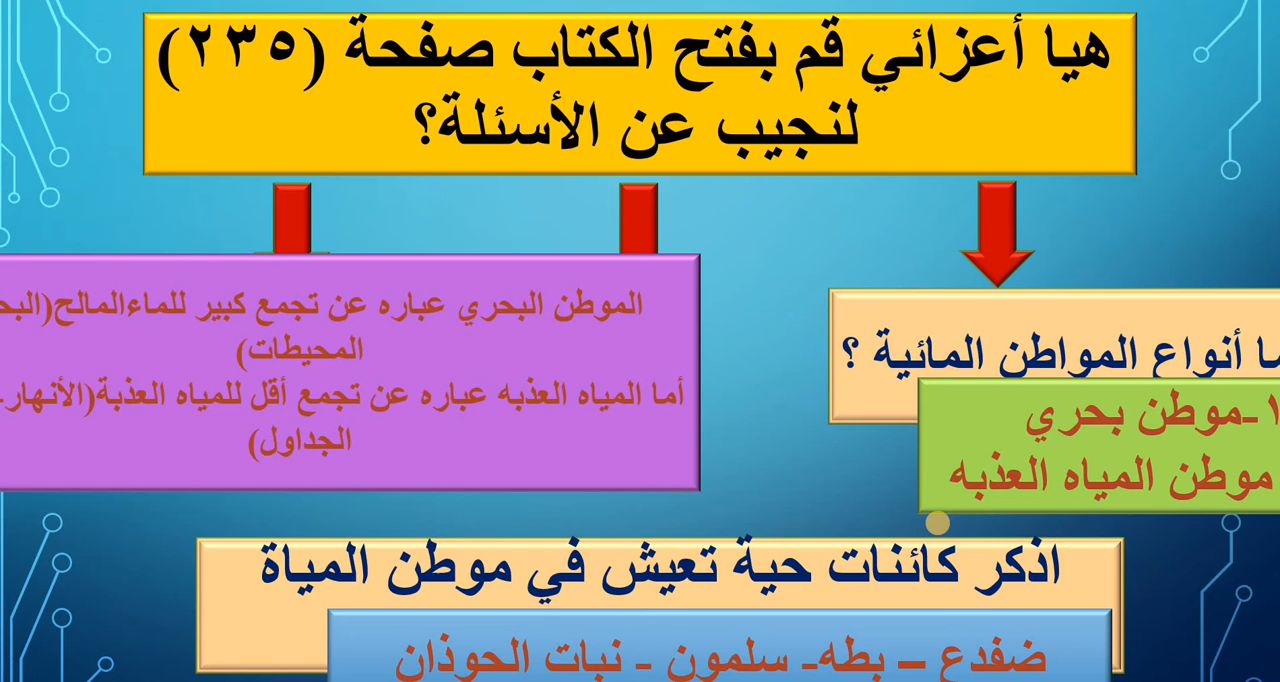 هيا أعزائي قم بفتح الكتاب صفحة (٢٣٥)
لنجيب عن الأسئلة؟
أنواع المواطن المائية ؟
١-موطن بحري
موطن المياه العذبه
الموطن البحري عباره عن تجمع كبير للماءالمالح
المحيطات)
أما المياه العذبه عباره عن تجمع أقل للمياه العذبة(الأنهار-
الجداول)
اذكر كائنات حية تعيش في موطن المياة
ضفدع – بطه- سلمون - نبات الحوذان